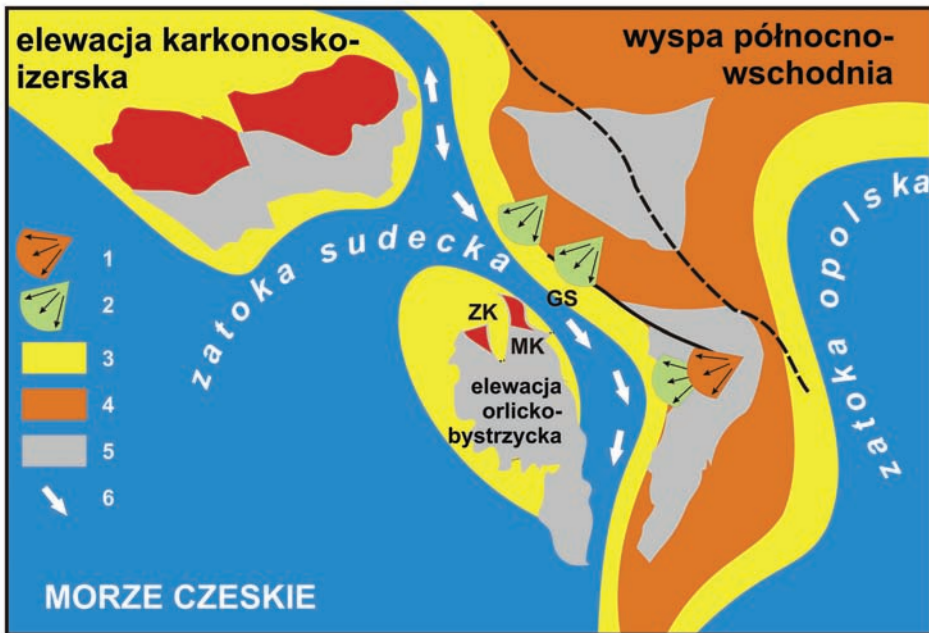 elewacja karkonosko-
izerska
wyspa północno-
wschodnia
zatoka sudecka
zatoka opolska
GS
ZK
MK
elewacja
orlicko-
bystrzycka
1
2
3
4
5
6
MORZE CZESKIE